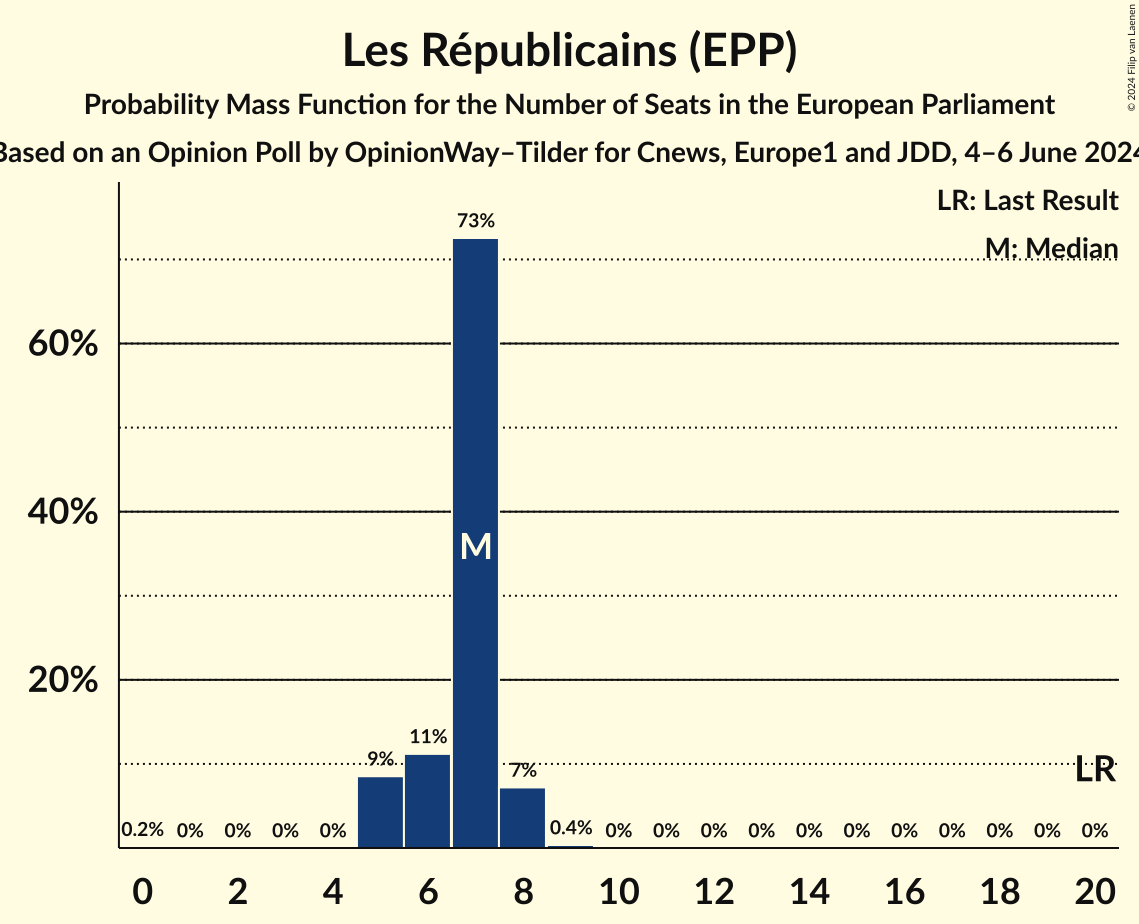 Les Républicains (EPP)
Probability Mass Function for the Number of Seats in the European Parliament
Based on an Opinion Poll by OpinionWay–Tilder for Cnews, Europe1 and JDD, 4–6 June 2024
© 2024 Filip van Laenen
LR: Last Result
M: Median
73%
60%
40%
M
20%
11%
9%
7%
LR
0.2% 0% 0% 0% 0% 0.4% 0% 0% 0% 0% 0% 0% 0% 0% 0% 0% 0%
0 2 4 6 8 10 12 14 16 18 20